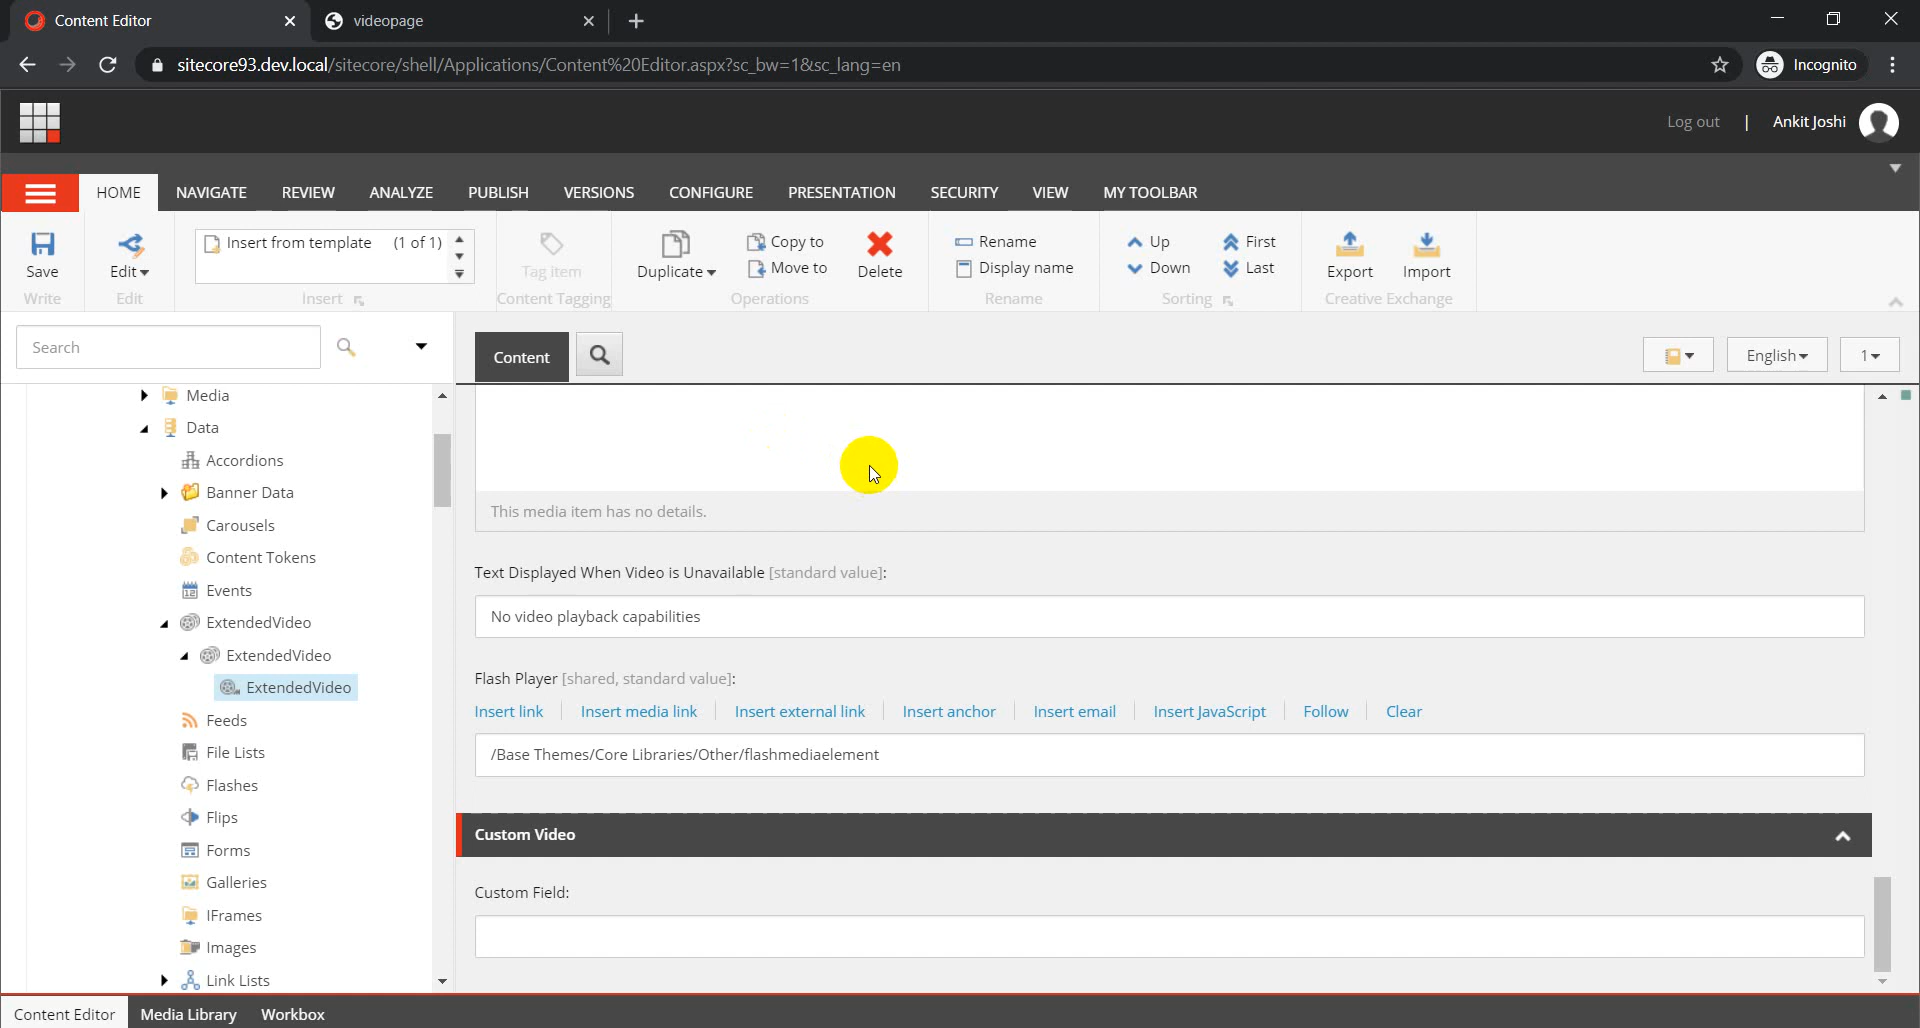 Content Editor
videopage
sitecore93.dev.local/sitecore/shell/Applications/Content%20Editor.aspx?sc_bw=1&sc_lang=en
Incognito
Log out | Ankit Joshi
HOME NAVIGATE REVIEW ANALYZE PUBLISH VERSIONS CONFIGURE PRESENTATION SECURITY VIEW MY TOOLBAR
Save
Write
Edit
Edit
Insert from template (1 of 1)
Insert
Tag item
Content Tagging
Duplicate
Copy to
Move to
Delete
Operations
Rename
Display name
Rename
Up
Down
First
Last
Sorting
Export
Import
Creative Exchange
Search
Content
English
1
Media
Data
Accordions
Banner Data
Carousels
Content Tokens
Events
ExtendedVideo
ExtendedVideo
ExtendedVideo
Feeds
File Lists
Flashes
Flips
Forms
Galleries
IFrames
Images
Link Lists
This media item has no details.
Text Displayed When Video is Unavailable [standard value]:
No video playback capabilities
Flash Player [shared, standard value]:
Insert link Insert media link Insert external link Insert anchor Insert email Insert JavaScript Follow Clear
/Base Themes/Core Libraries/Other/flashmediaelement
Custom Video
Custom Field:
Content Editor Media Library Workbox